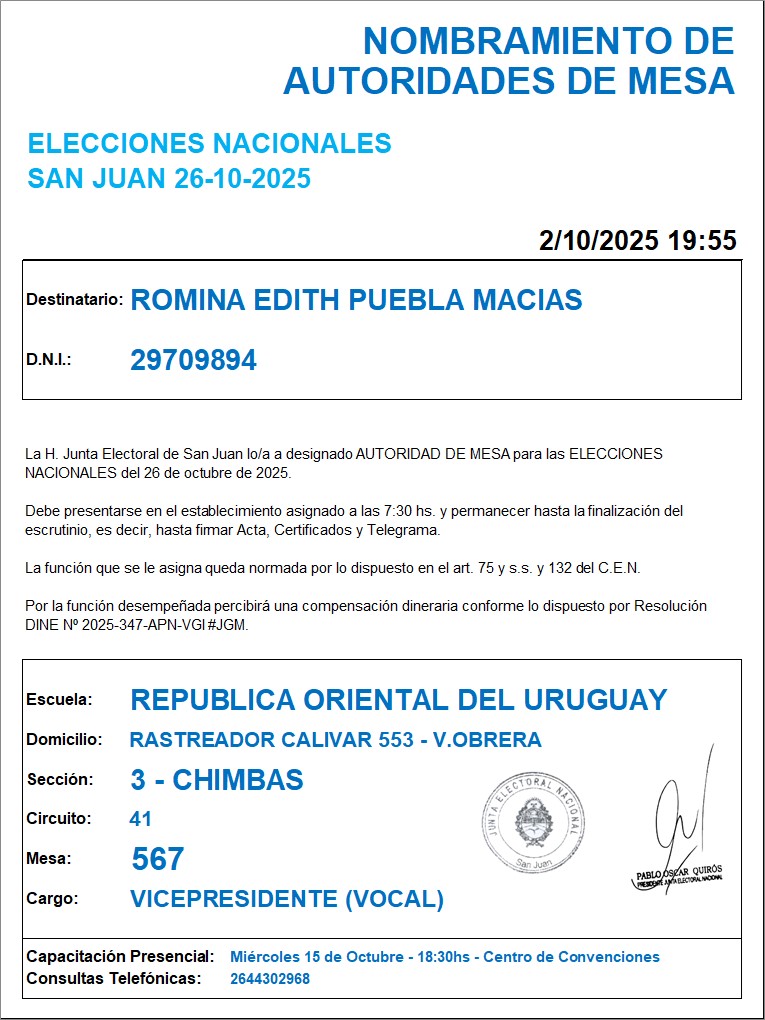 NOMBRAMIENTO DE
AUTORIDADES DE MESA
ELECCIONES NACIONALES
SAN JUAN 26-10-2025
2/10/2025 19:55
Destinatario: ROMINA EDITH PUEBLA MACIAS
D.N.I.: 29709894
La H. Junta Electoral de San Juan lo/a a designado AUTORIDAD DE MESA para las ELECCIONES
NACIONALES del 26 de octubre de 2025.
Debe presentarse en el establecimiento asignado a las 7:30 hs. y permanecer hasta la finalización del
escrutinio, es decir, hasta firmar Acta, Certificados y Telegrama.
La función que se le asigna queda normada por lo dispuesto en el art. 75 y s.s. y 132 del C.E.N.
Por la función desempeñada percibirá una compensación dineraria conforme lo dispuesto por Resolución
DINE Nº 2025-347-APN-VGI#JGM.
Escuela: REPUBLICA ORIENTAL DEL URUGUAY
Domicilio: RASTREADOR CALIVAR 553 - V.OBRERA
Sección: 3 - CHIMBAS
Circuito: 41
Mesa: 567
Cargo: VICEPRESIDENTE (VOCAL)
JUNTA ELECTORAL NACIONAL
San Juan
PABLO OSCAR QUIRÓS
PRESIDENTE JUNTA ELECTORAL NACIONAL
Capacitación Presencial: Miércoles 15 de Octubre - 18:30hs - Centro de Convenciones
Consultas Telefónicas: 2644302968